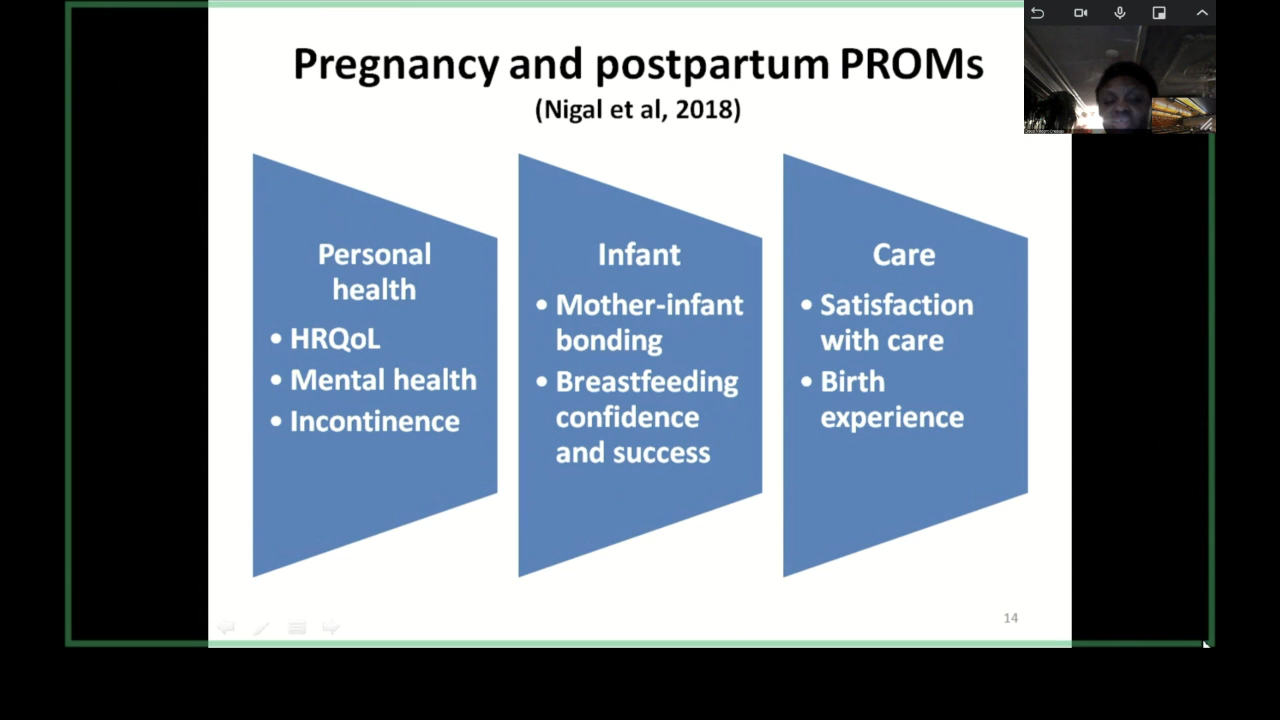 Pregnancy and postpartum PROMs
(Nigal et al, 2018)
Personal
health
• HRQoL
• Mental health
• Incontinence
Infant
• Mother-infant
bonding
• Breastfeeding
confidence
and success
Care
• Satisfaction
with care
• Birth
experience
14